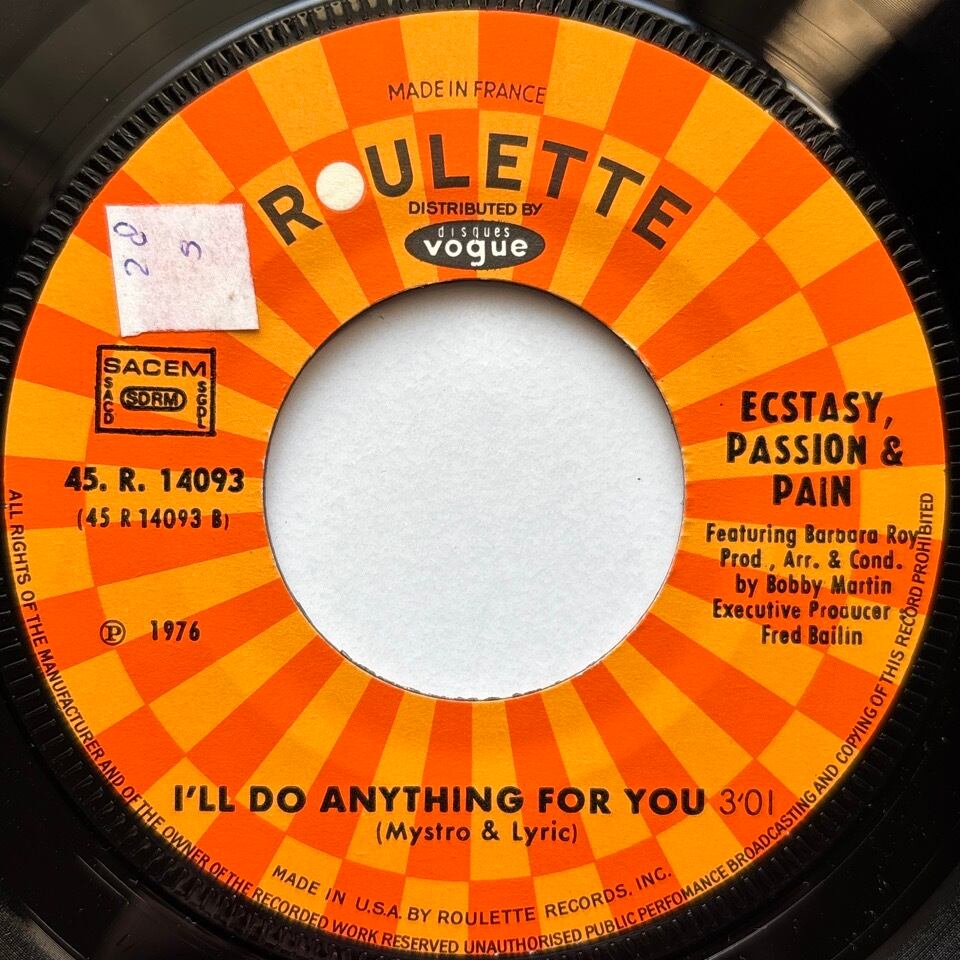 MADE IN FRANCE
ROULETTE
DISTRIBUTED BY
disques
vogue
28
5
SACEM
SACD
SDRM
SGDL
45. R. 14093
(45 R 14093 B)
℗ 1976
ECSTASY,
PASSION &
PAIN
Featuring Barbara Roy
Prod, Arr. & Cond.
by Bobby Martin
Executive Producer :
Fred Bailin
I'LL DO ANYTHING FOR YOU 3'01
(Mystro & Lyric)
MADE IN U.S.A. BY ROULETTE RECORDS, INC.
ALL RIGHTS OF THE MANUFACTURER AND OF THE OWNER OF THE RECORDED WORK RESERVED UNAUTHORISED PUBLIC PERFOMANCE BROADCASTING AND COPYING OF THIS RECORD PROHIBITED